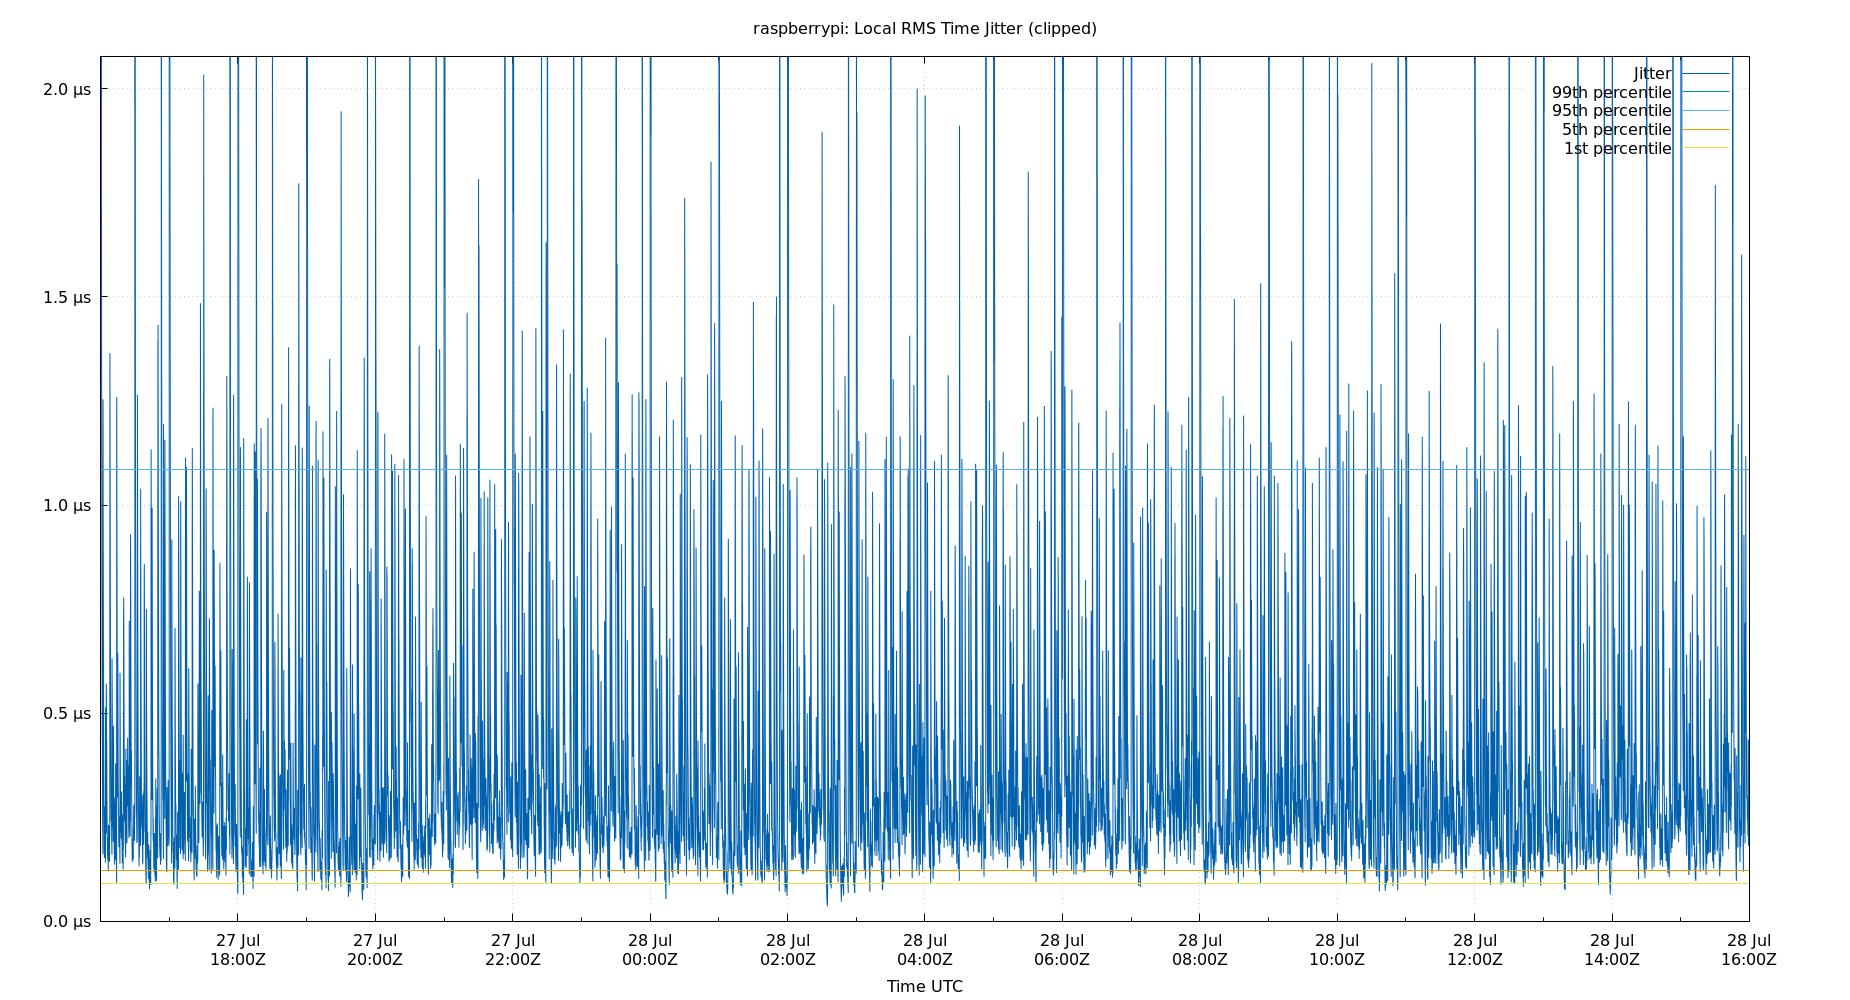 raspberrypi: Local RMS Time Jitter (clipped)
2.0 μs
1.5 μs
1.0 μs
0.5 μs
0.0 μs
Jitter
99th percentile
95th percentile
5th percentile
1st percentile
27 Jul 27 Jul 27 Jul 28 Jul 28 Jul 28 Jul 28 Jul 28 Jul 28 Jul 28 Jul 28 Jul 28 Jul
18:00Z 20:00Z 22:00Z 00:00Z 02:00Z 04:00Z 06:00Z 08:00Z 10:00Z 12:00Z 14:00Z 16:00Z
Time UTC